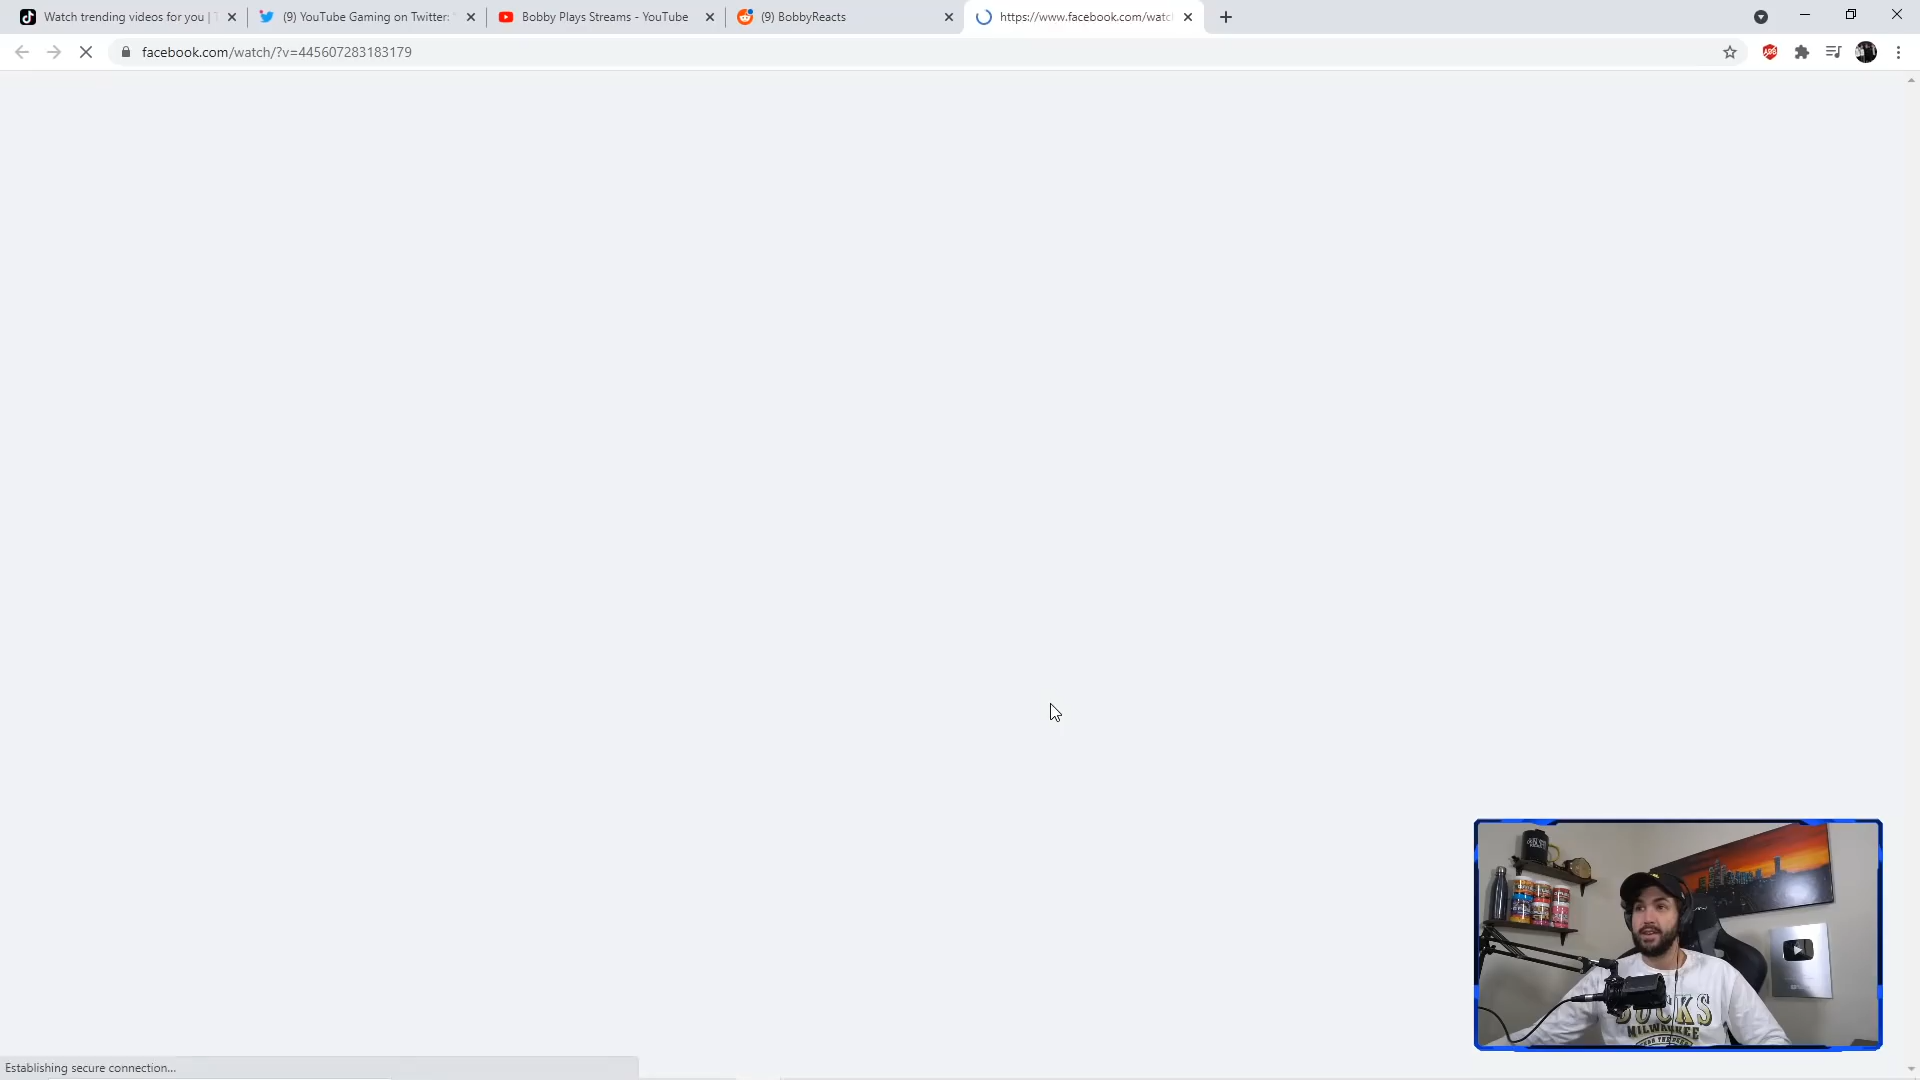 Watch trending videos for you | T
(9) YouTube Gaming on Twitter: "
Bobby Plays Streams - YouTube
(9) BobbyReacts
https://www.facebook.com/watc
facebook.com/watch/?v=445607283183179
BUCKS
MILWAUKEE
Establishing secure connection...